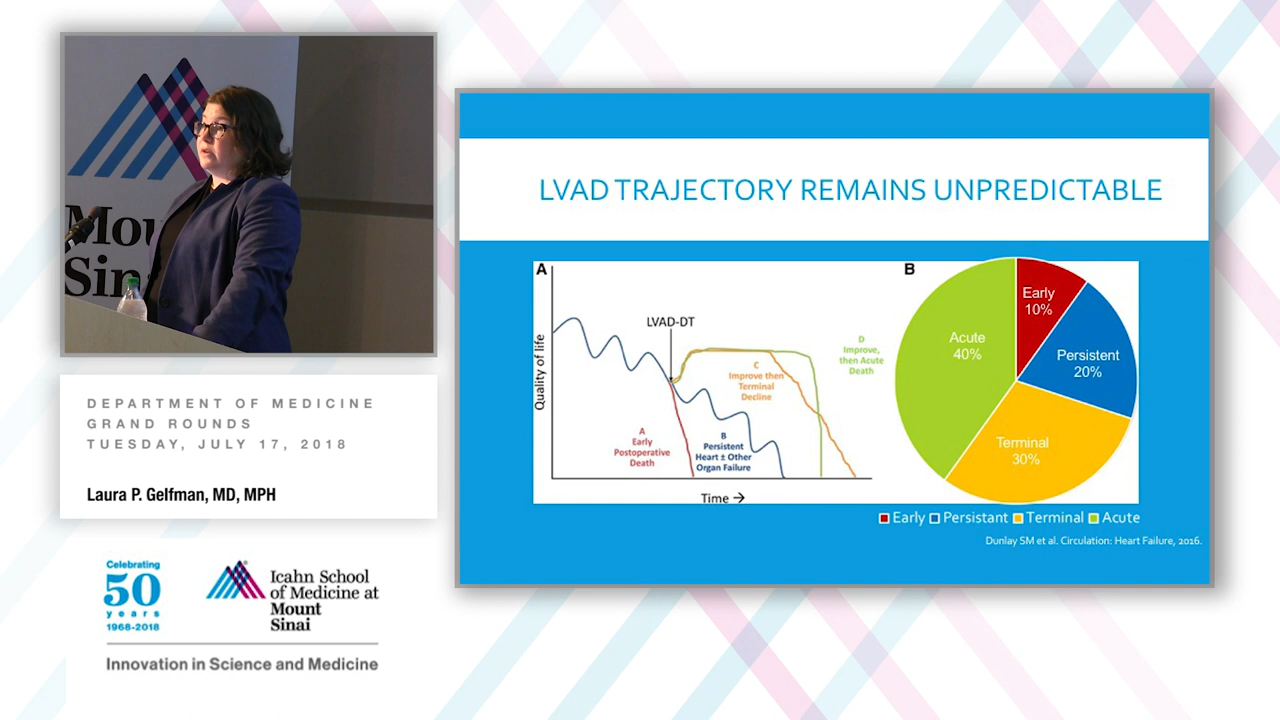 Mou
Sin
DEPARTMENT OF MEDICINE
GRAND ROUNDS
TUESDAY, JULY 17, 2018
Laura P. Gelfman, MD, MPH
Celebrating
50
years
1968-2018
Icahn School
of Medicine at
Mount
Sinai
Innovation in Science and Medicine
LVAD TRAJECTORY REMAINS UNPREDICTABLE
A
Quality of life
LVAD-DT
A
Early
Postoperative
Death
B
Persistent
Heart ± Other
Organ Failure
C
Improve then
Terminal
Decline
D
Improve,
then Acute
Death
Time →
B
Early
10%
Persistent
20%
Terminal
30%
Acute
40%
Early Persistant Terminal Acute
Dunlay SM et al. Circulation: Heart Failure, 2016.